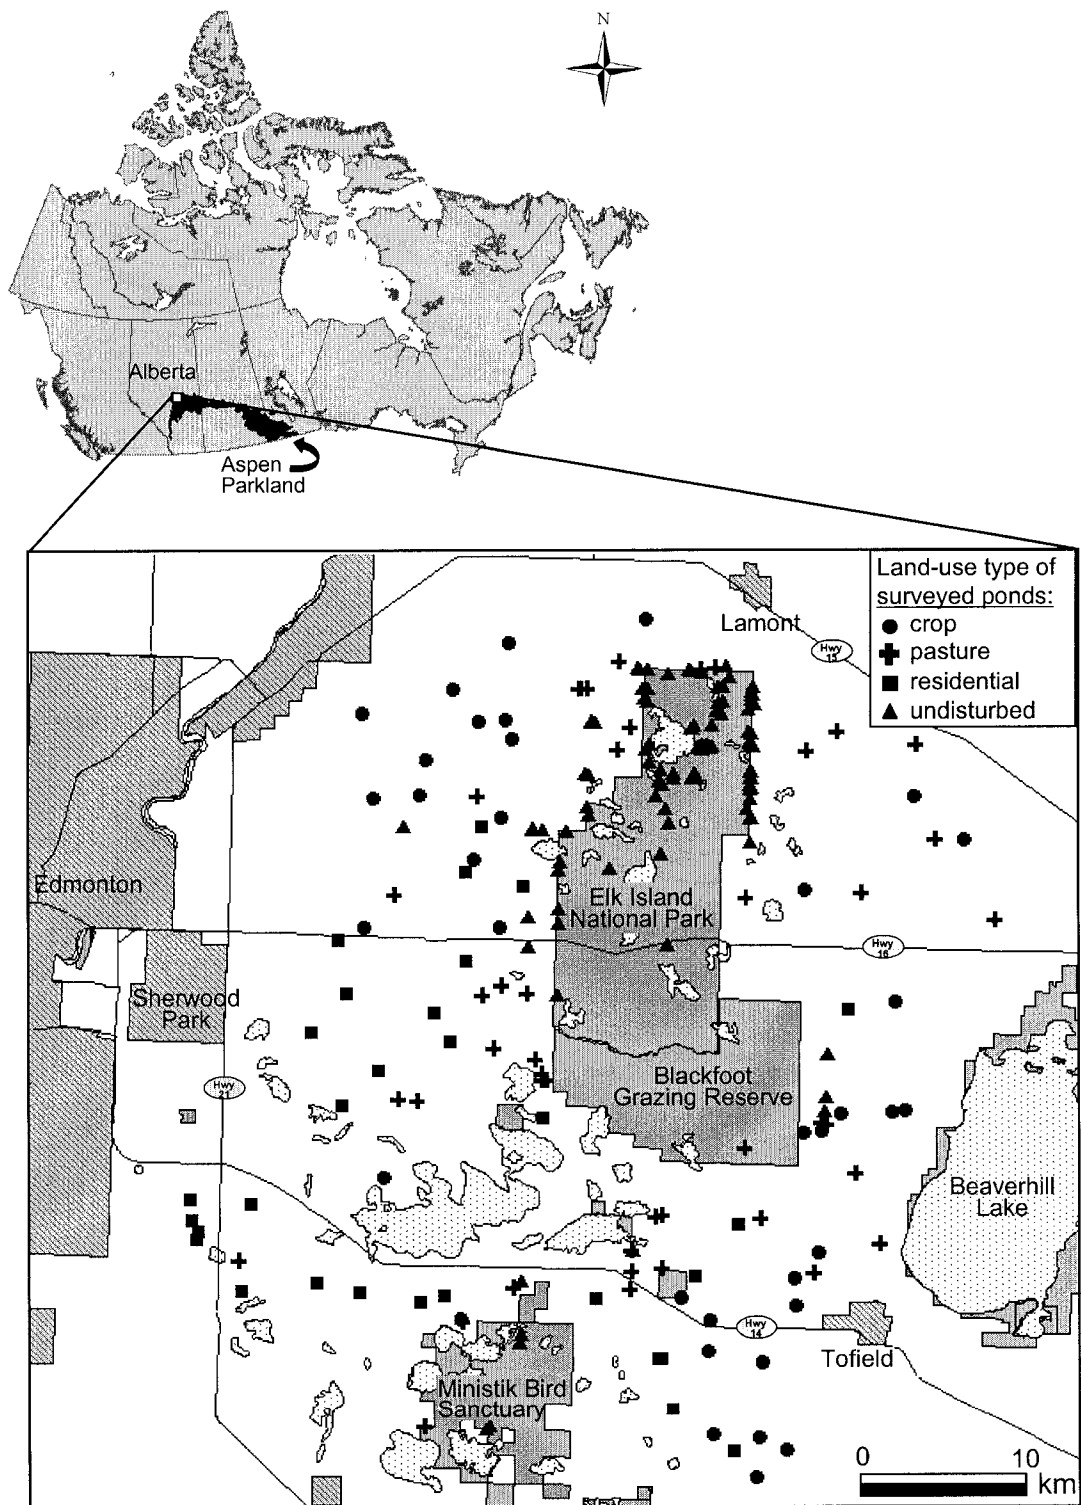 N
Alberta
Aspen
Parkland
Land-use type of
surveyed ponds:
crop
pasture
residential
undisturbed
Lamont
Hwy
15
Edmonton
Elk Island
National Park
Hwy
16
Sherwood
Park
Hwy
21
Blackfoot
Grazing Reserve
Beaverhill
Lake
Hwy
14
Tofield
Ministik Bird
Sanctuary
0 10
km